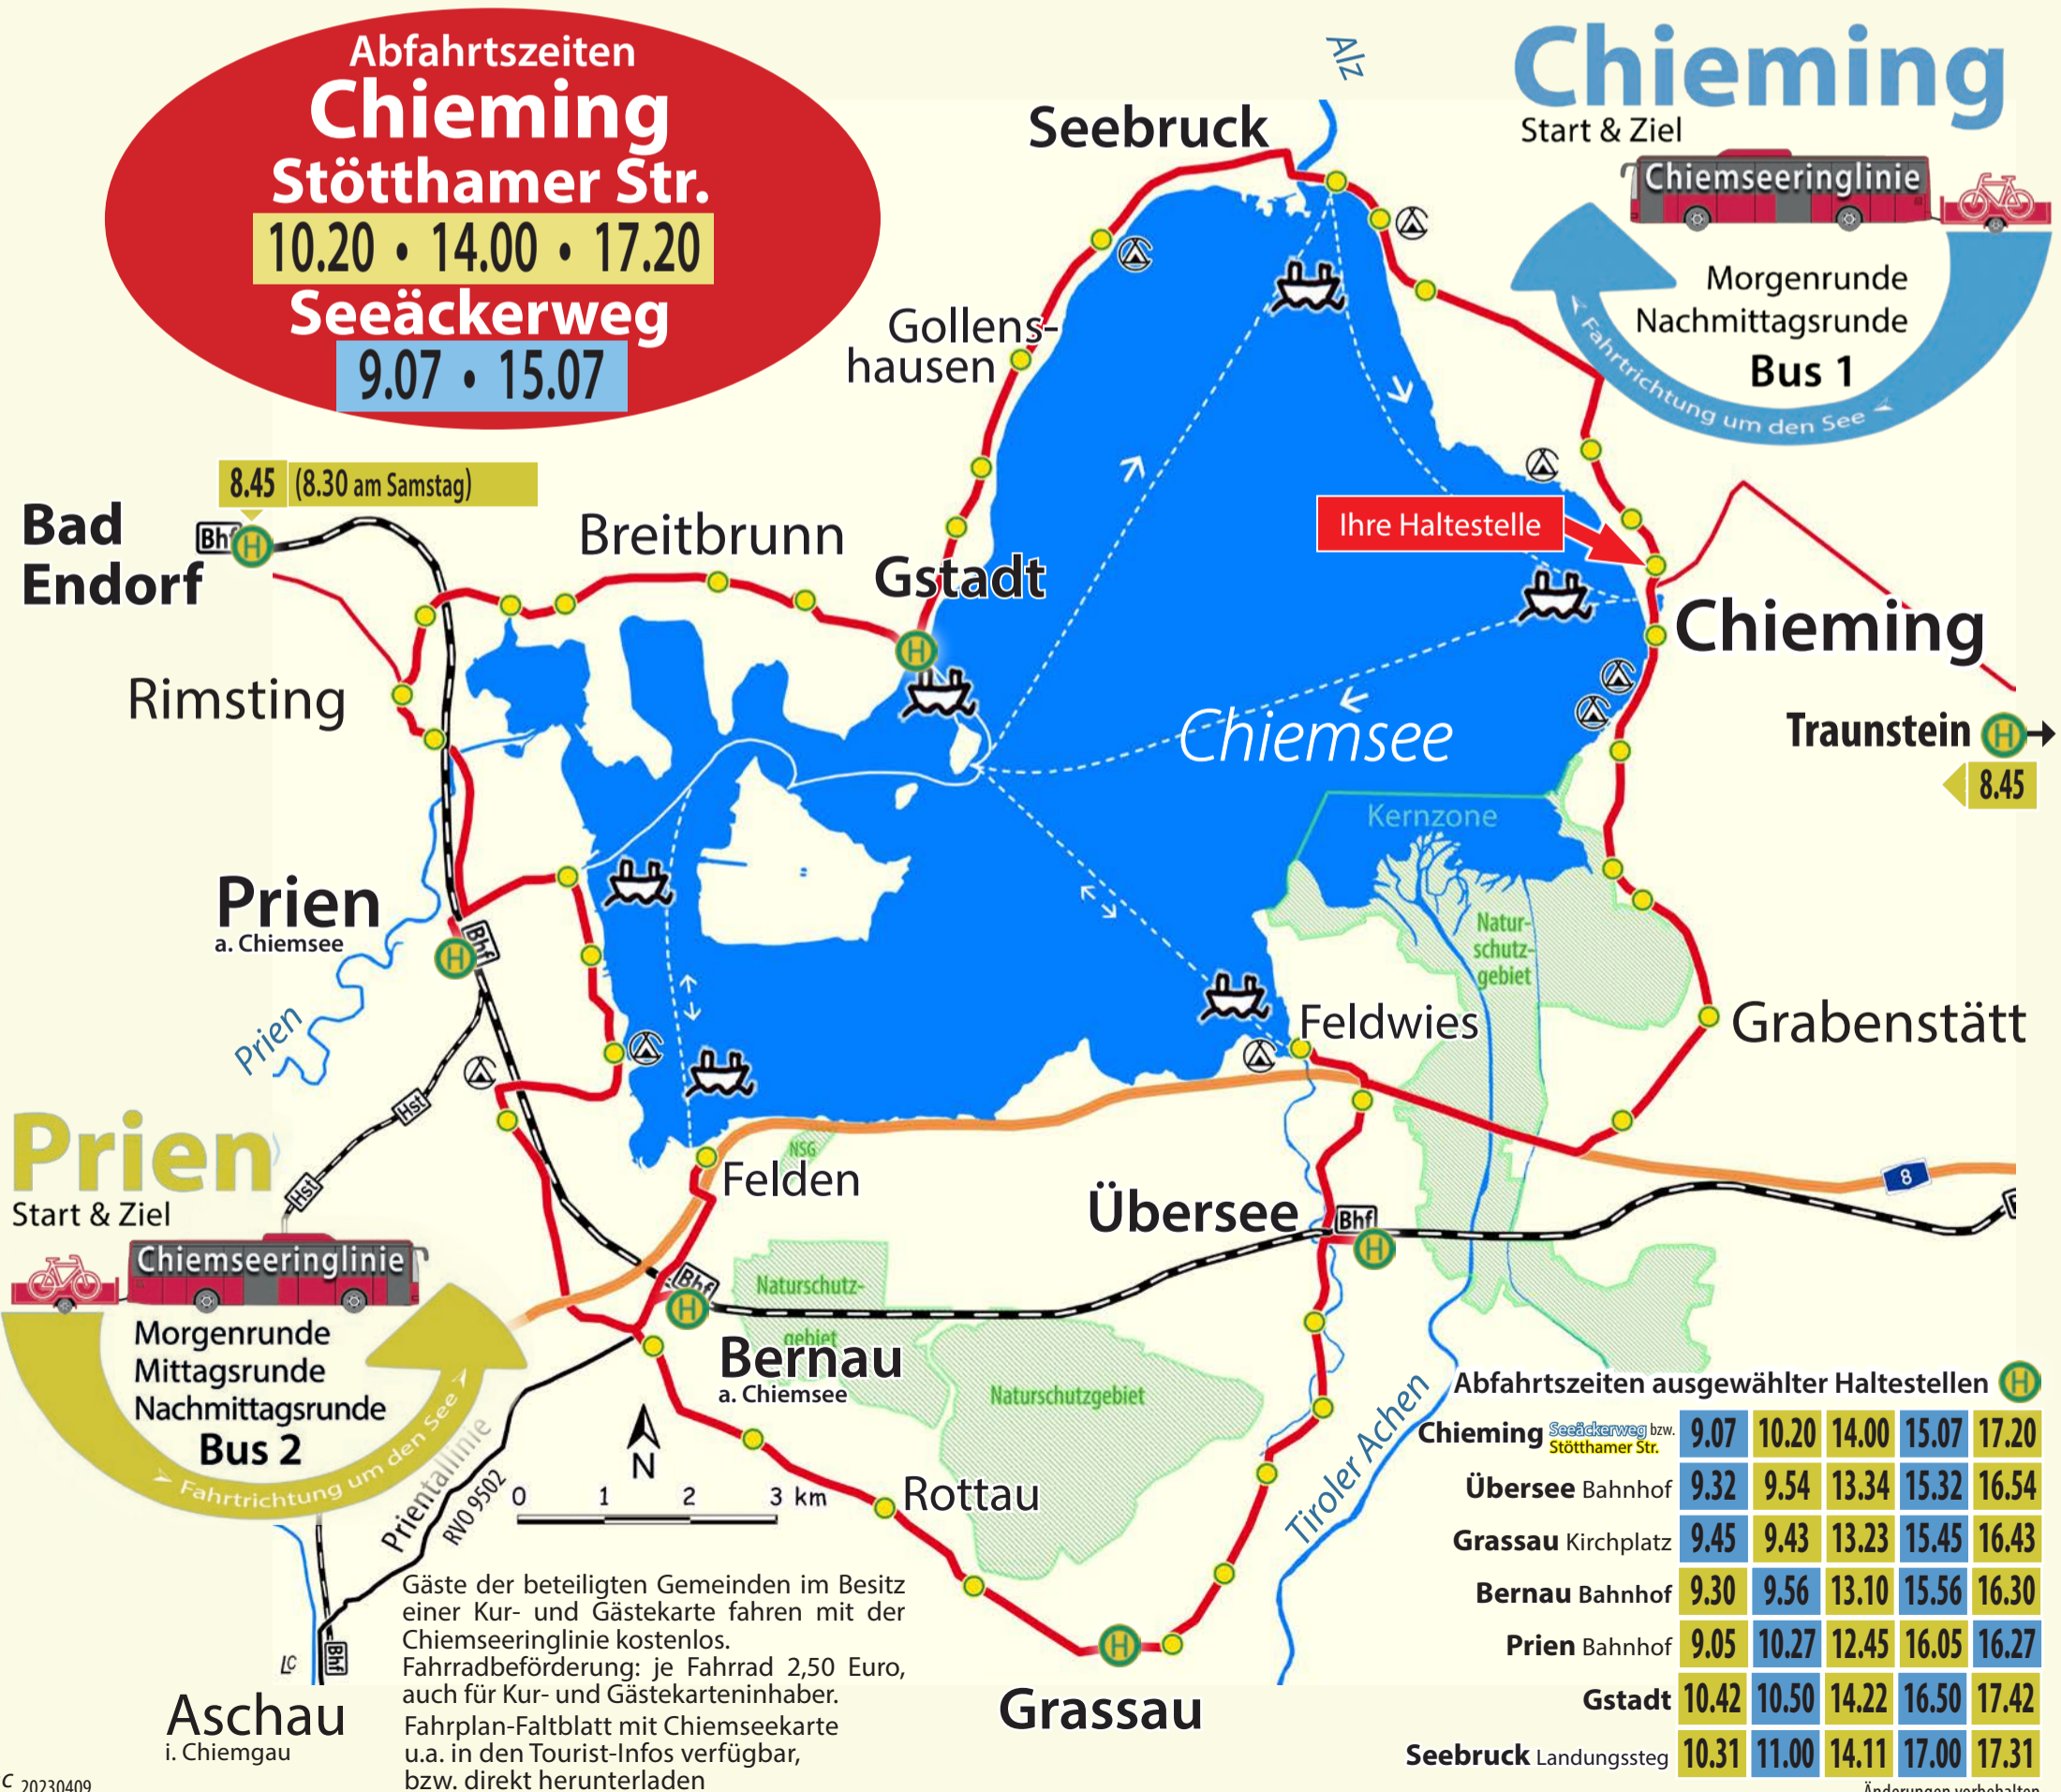 Abfahrtszeiten
Chieming
Stötthamer Str.
10.20 • 14.00 • 17.20
Seeäckerweg
9.07 • 15.07
Alz
Chieming
Start & Ziel
Chiemseeringlinie
Morgenrunde
Nachmittagsrunde
Bus 1
Fahrtrichtung um den See
Seebruck
Gollens-
hausen
8.45 (8.30 am Samstag)
Bad
Endorf
Bhf
H
Breitbrunn
Gstadt
H
Ihre Haltestelle
Chieming
Rimsting
Chiemsee
Traunstein H
8.45
Kernzone
Prien
a. Chiemsee
Bhf
H
Natur-
schutz-
gebiet
Prien
Feldwies
Grabenstätt
Hst
Hst
Prien
Start & Ziel
Chiemseeringlinie
Morgenrunde
Mittagsrunde
Nachmittagsrunde
Bus 2
Fahrtrichtung um den See
NSG
Felden
8
Übersee
Bhf
H
Bhf
H
Naturschutz-
gebiet
Bernau
a. Chiemsee
Naturschutzgebiet
Tiroler Achen
Prientallinie
RVO 9502
N
0 1 2 3 km
Rottau
H
Grassau
Bhf
LC
Aschau
i. Chiemgau
Gäste der beteiligten Gemeinden im Besitz
einer Kur- und Gästekarte fahren mit der
Chiemseeringlinie kostenlos.
Fahrradbeförderung: je Fahrrad 2,50 Euro,
auch für Kur- und Gästekarteninhaber.
Fahrplan-Faltblatt mit Chiemseekarte
u.a. in den Tourist-Infos verfügbar,
bzw. direkt herunterladen
Abfahrtszeiten ausgewählter Haltestellen H
Chieming Seeäckerweg bzw. Stötthamer Str. 9.07 10.20 14.00 15.07 17.20
Übersee Bahnhof 9.32 9.54 13.34 15.32 16.54
Grassau Kirchplatz 9.45 9.43 13.23 15.45 16.43
Bernau Bahnhof 9.30 9.56 13.10 15.56 16.30
Prien Bahnhof 9.05 10.27 12.45 16.05 16.27
Gstadt 10.42 10.50 14.22 16.50 17.42
Seebruck Landungssteg 10.31 11.00 14.11 17.00 17.31
Änderungen vorbehalten
20230409